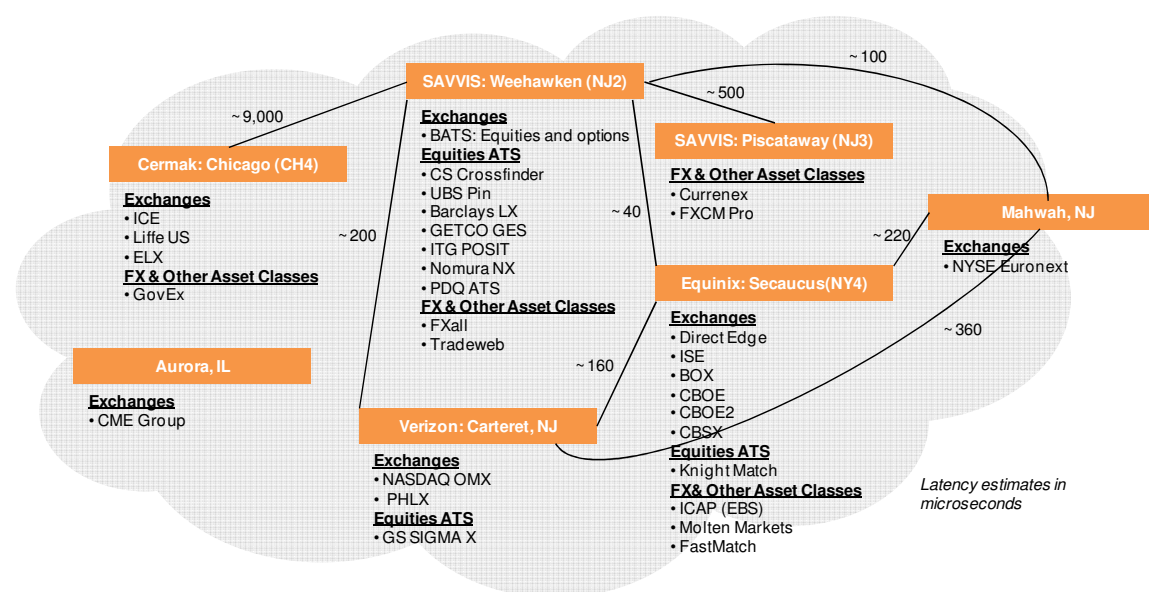 ~ 100
SAVVIS: Weehawken (NJ2)
~ 500
~ 9,000
Exchanges
• BATS: Equities and options
Equities ATS
• CS Crossfinder
• UBS Pin
• Barclays LX
• GETCO GES
• ITG POSIT
• Nomura NX
• PDQ ATS
FX & Other Asset Classes
• FXall
• Tradeweb
SAVVIS: Piscataway (NJ3)
FX & Other Asset Classes
• Currenex
• FXCM Pro
Cermak: Chicago (CH4)
Exchanges
• ICE
• Liffe US
• ELX
FX & Other Asset Classes
• GovEx
~ 200
~ 40
~ 220
Mahwah, NJ
Exchanges
• NYSE Euronext
Equinix: Secaucus(NY4)
Exchanges
• Direct Edge
• ISE
• BOX
• CBOE
• CBOE2
• CBSX
Equities ATS
• Knight Match
FX& Other Asset Classes
• ICAP (EBS)
• Molten Markets
• FastMatch
~ 360
~ 160
Aurora, IL
Exchanges
• CME Group
Verizon: Carteret, NJ
Exchanges
• NASDAQ OMX
• PHLX
Equities ATS
• GS SIGMA X
Latency estimates in
microseconds